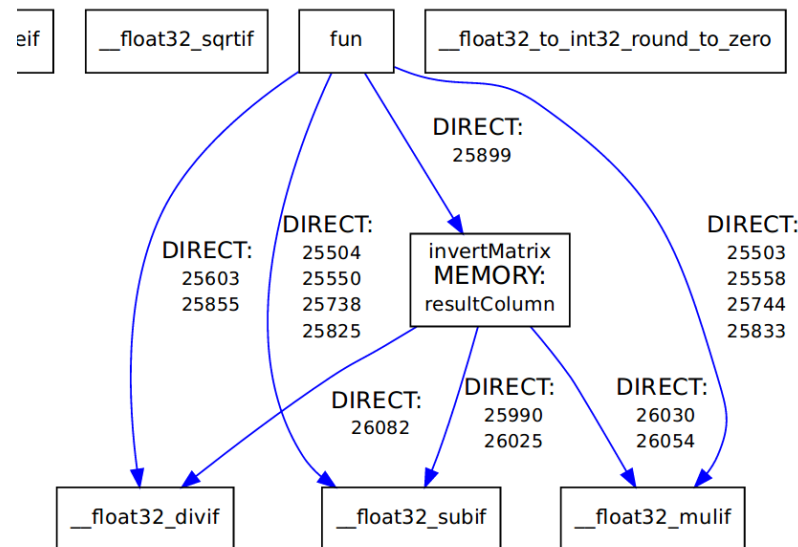 eif
__float32_sqrtif
fun
__float32_to_int32_round_to_zero
DIRECT:
25899
DIRECT:
25603
25855
DIRECT:
25504
25550
25738
25825
invertMatrix
MEMORY:
resultColumn
DIRECT:
25503
25558
25744
25833
DIRECT:
26082
DIRECT:
25990
26025
DIRECT:
26030
26054
__float32_divif
__float32_subif
__float32_mulif